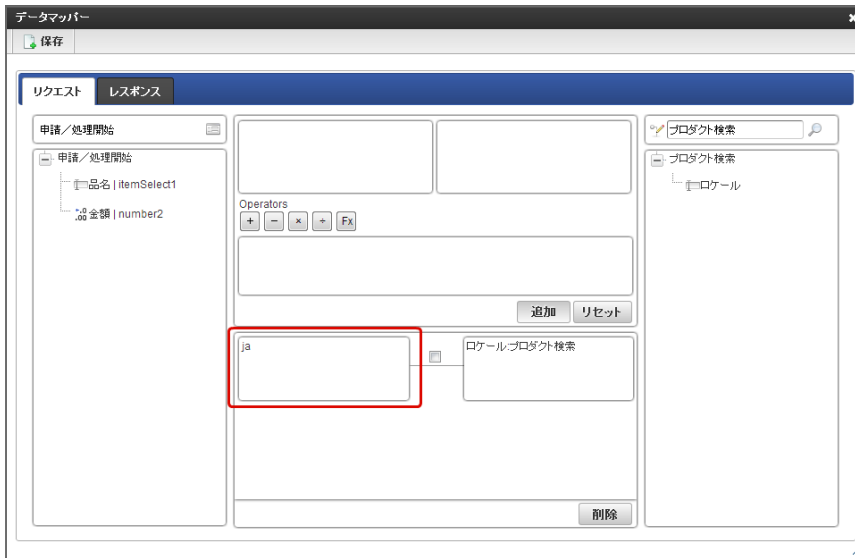 データマッパー
保存
リクエスト
レスポンス
申請／処理開始
申請／処理開始
品名 | itemSelect1
金額 | number2
Operators
+ − × ÷ Fx
追加
リセット
ja
ロケール:プロダクト検索
削除
プロダクト検索
プロダクト検索
ロケール